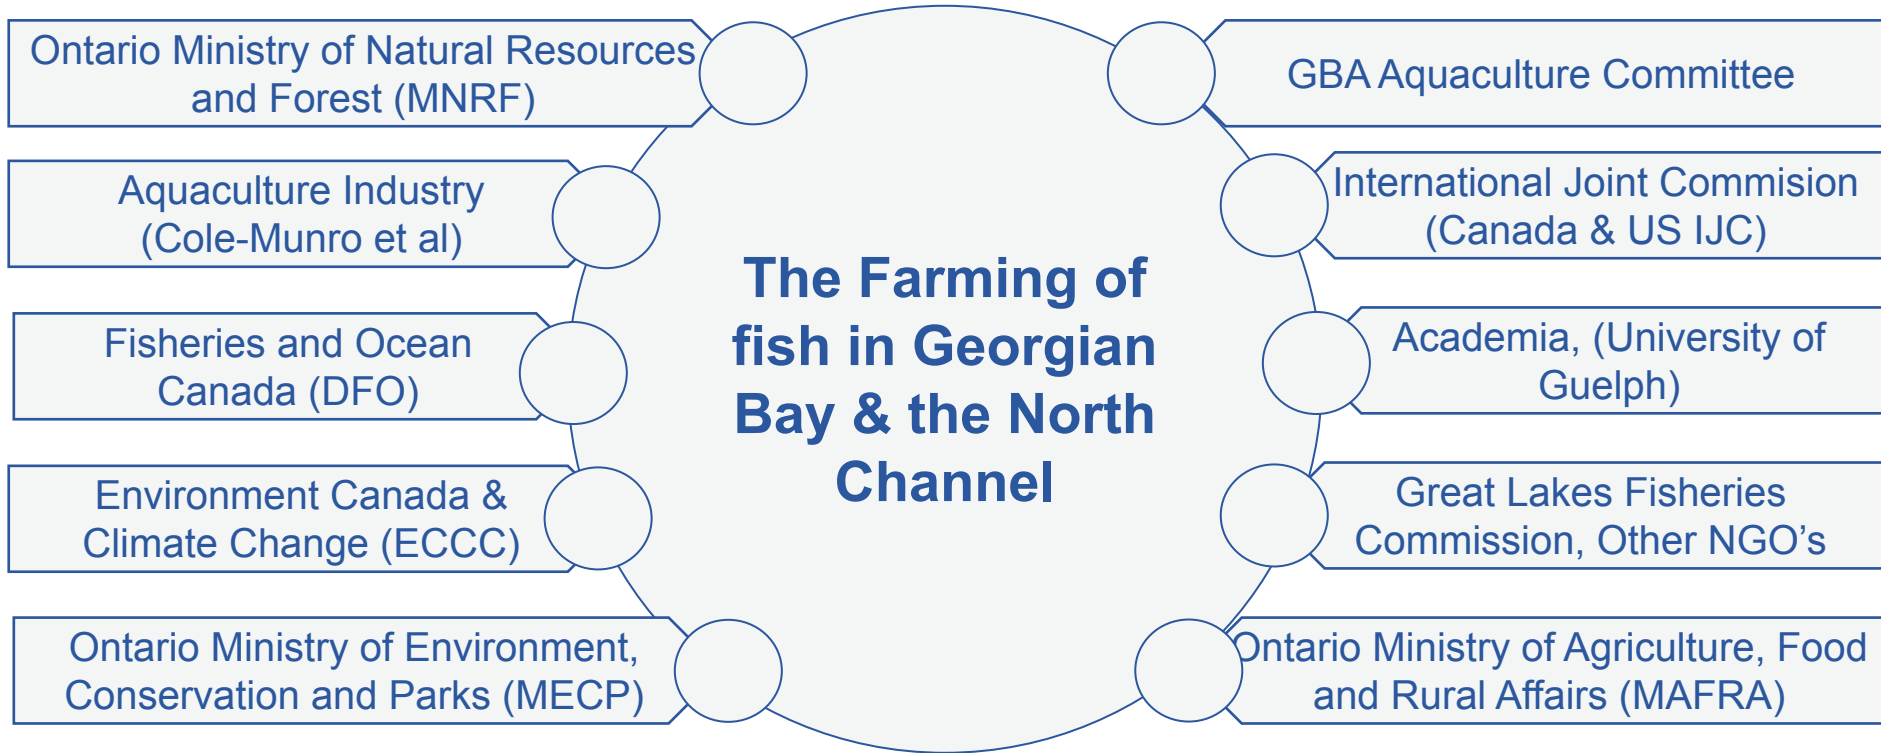 Ontario Ministry of Natural Resources
and Forest (MNRF)
Aquaculture Industry
(Cole-Munro et al)
Fisheries and Ocean
Canada (DFO)
Environment Canada &
Climate Change (ECCC)
Ontario Ministry of Environment,
Conservation and Parks (MECP)
The Farming of
fish in Georgian
Bay & the North
Channel
GBA Aquaculture Committee
International Joint Commision
(Canada & US IJC)
Academia, (University of
Guelph)
Great Lakes Fisheries
Commission, Other NGO’s
Ontario Ministry of Agriculture, Food
and Rural Affairs (MAFRA)